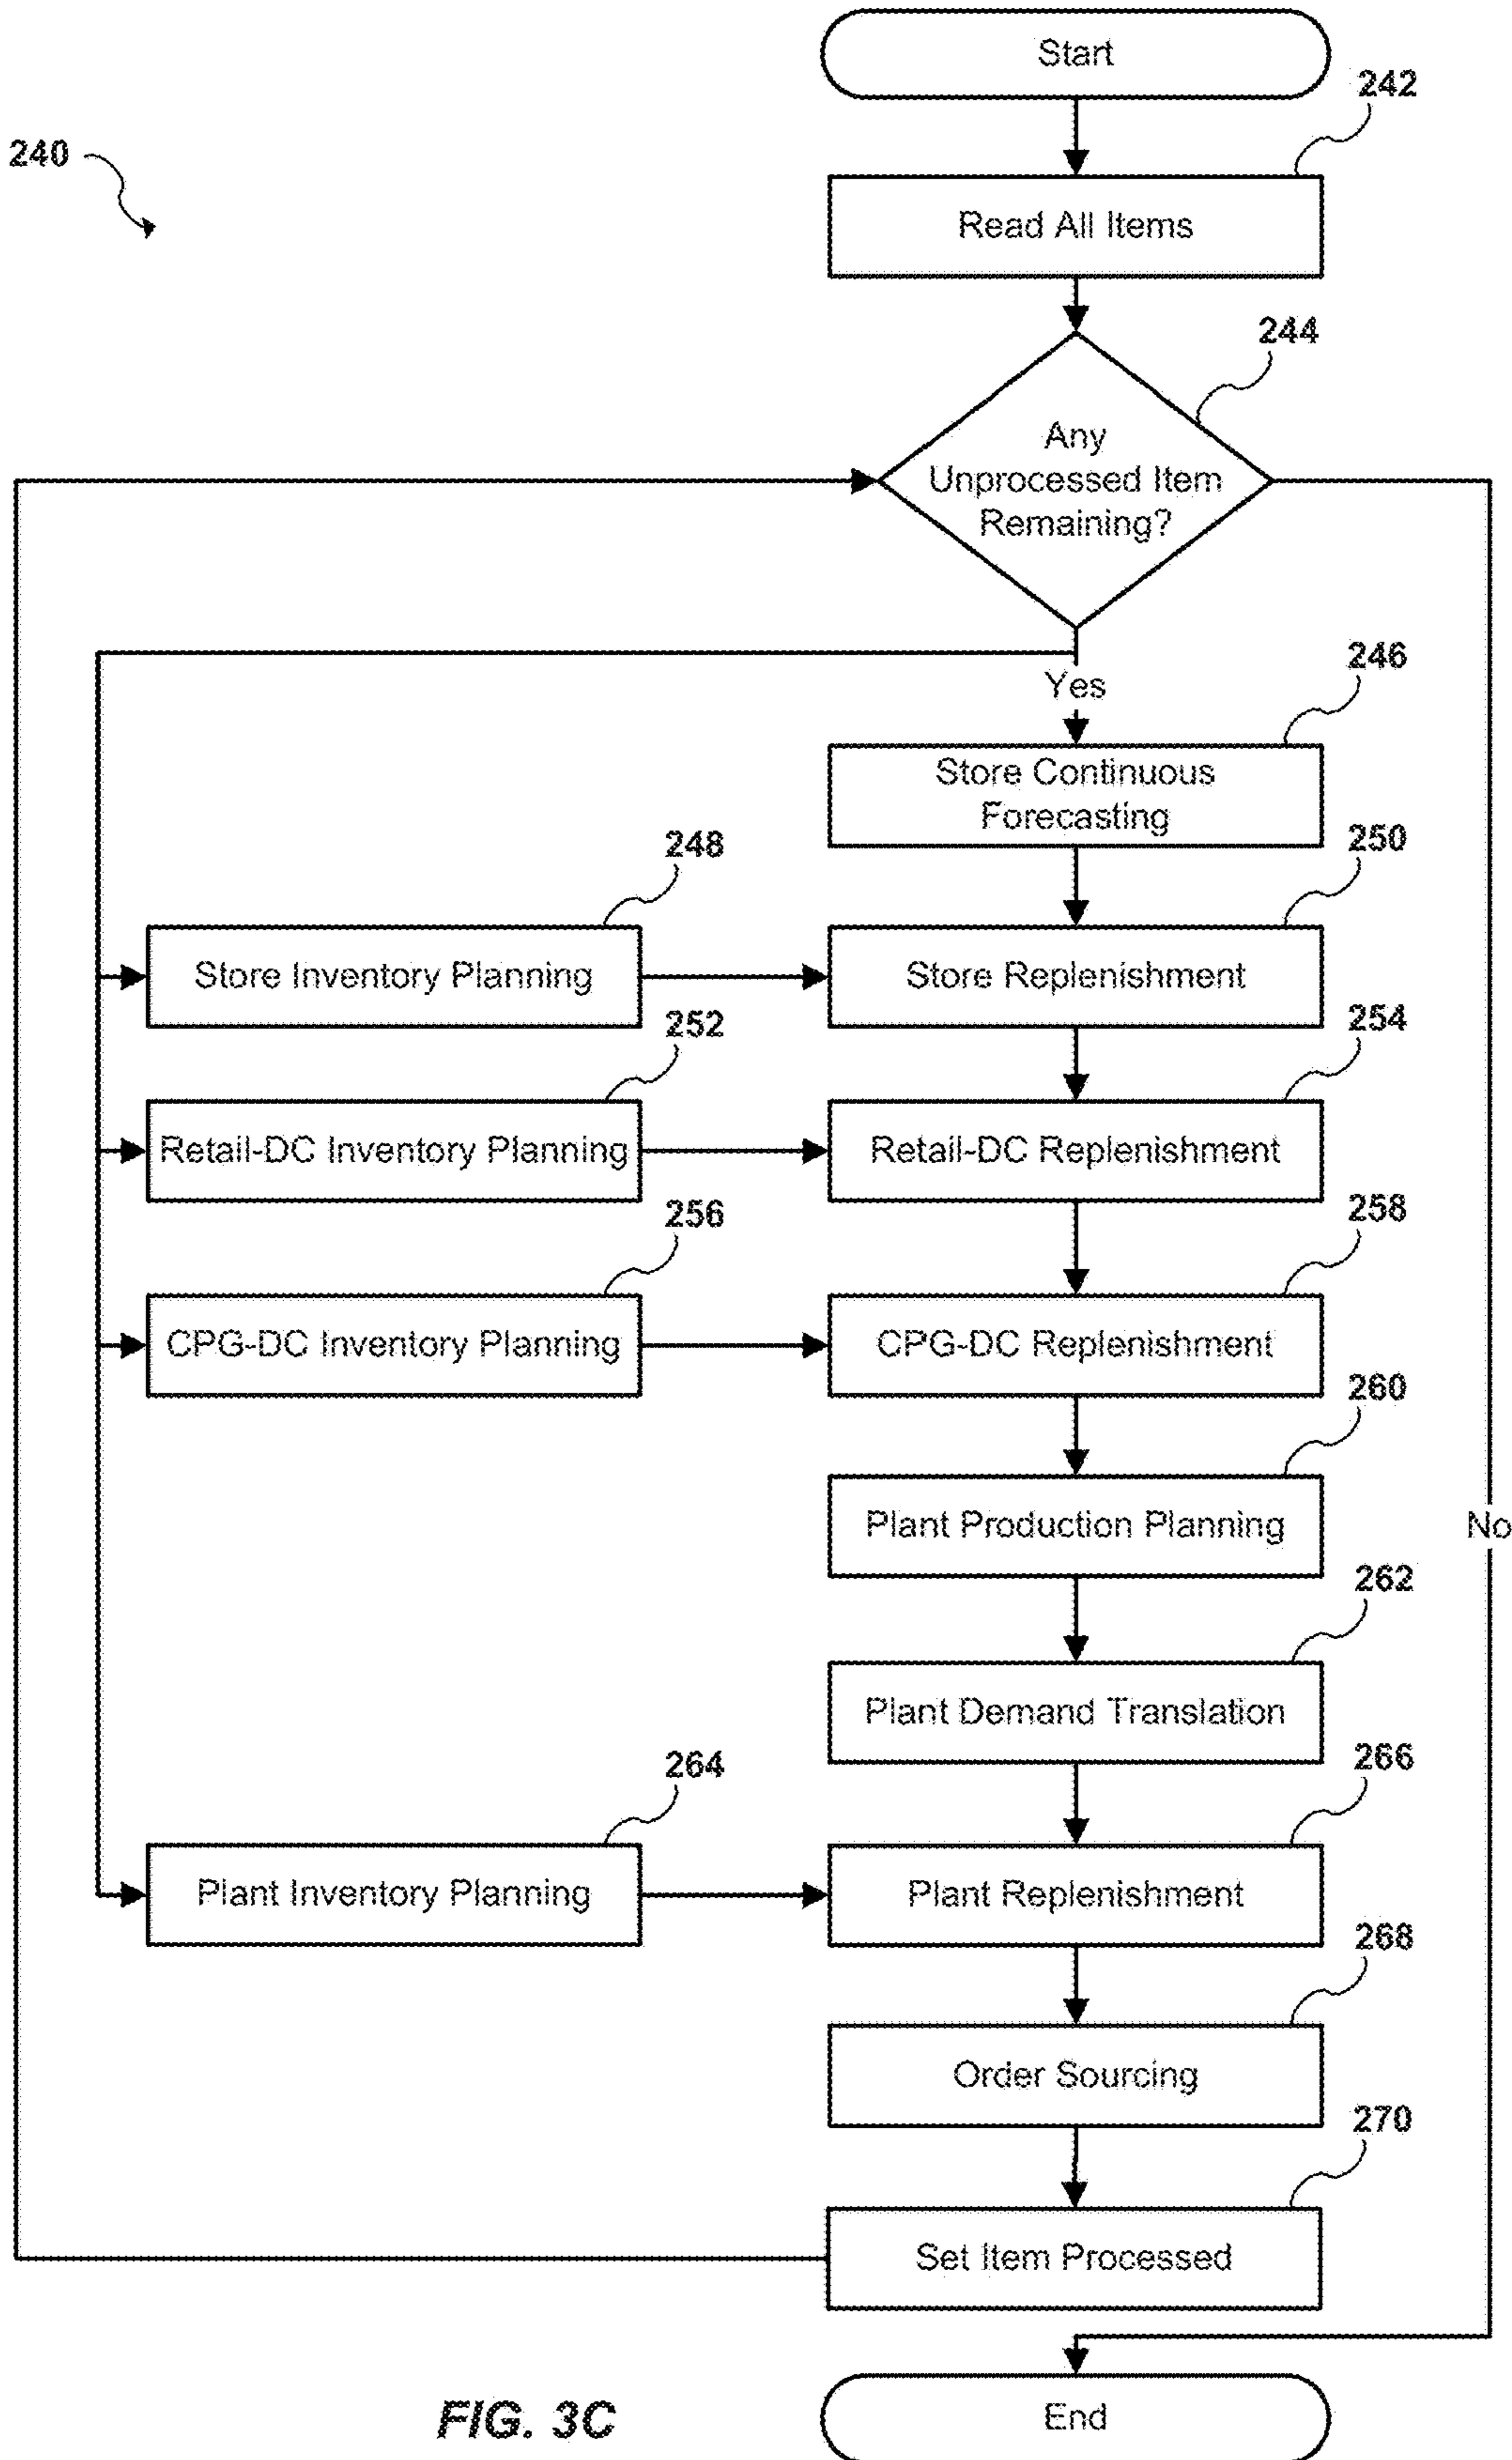 Start
242
240
Read All Items
244
Any
Unprocessed Item
Remaining?
Yes
246
Store Continuous
Forecasting
248
250
Store Inventory Planning
Store Replenishment
252
254
Retail-DC Inventory Planning
Retail-DC Replenishment
256
258
CPG-DC Inventory Planning
CPG-DC Replenishment
260
Plant Production Planning
No
262
Plant Demand Translation
264
266
Plant Inventory Planning
Plant Replenishment
268
Order Sourcing
270
Set Item Processed
End
FIG. 3C